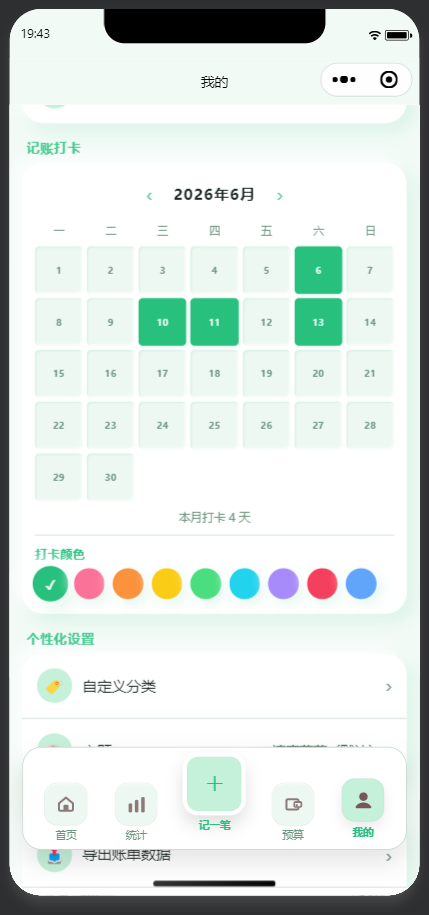 19:43
我的
记账打卡
‹ 2026年6月 ›
一 二 三 四 五 六 日
1 2 3 4 5 6 7
8 9 10 11 12 13 14
15 16 17 18 19 20 21
22 23 24 25 26 27 28
29 30
本月打卡 4 天
打卡颜色
个性化设置
自定义分类
首页 统计 记一笔 预算 我的
导出账单数据